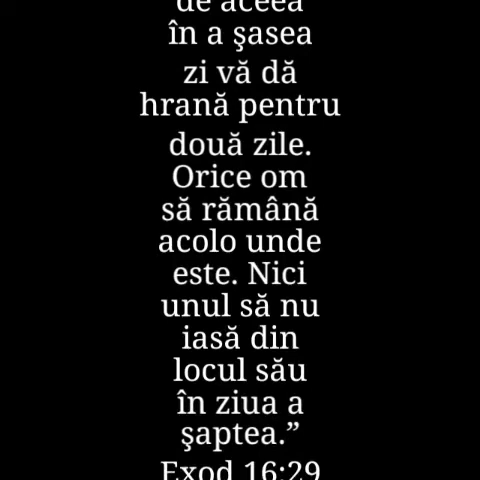 de aceea
în a şasea
zi vă dă
hrană pentru
două zile.
Orice om
să rămână
acolo unde
este. Nici
unul să nu
iasă din
locul său
în ziua a
şaptea.”
Exod 16:29